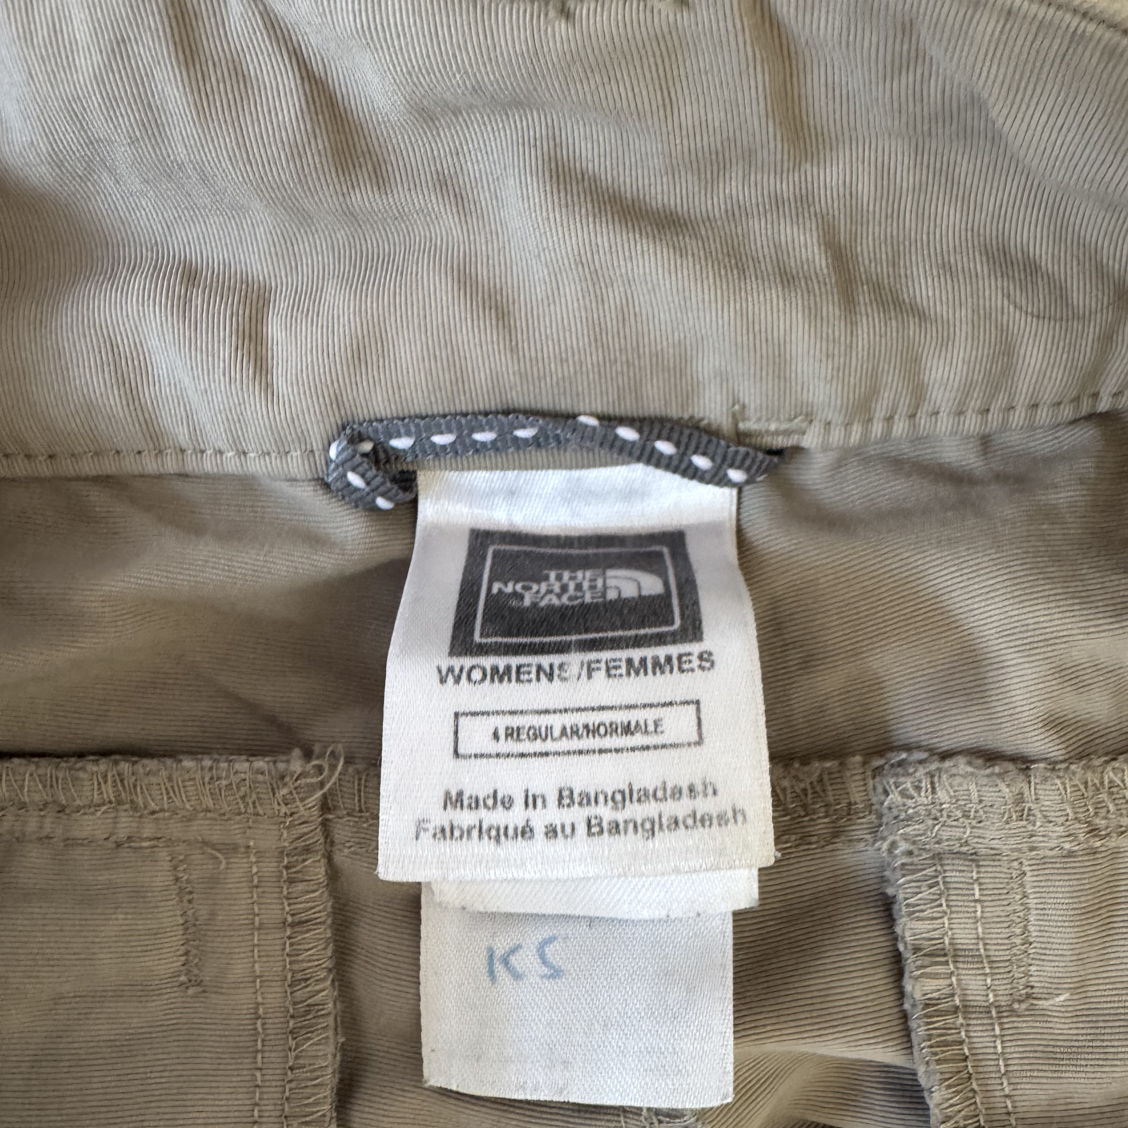 THE
NORTH
FACE
WOMENS/FEMMES
4 REGULAR/NORMALE
Made in Bangladesh
Fabriqué au Bangladesh
KS